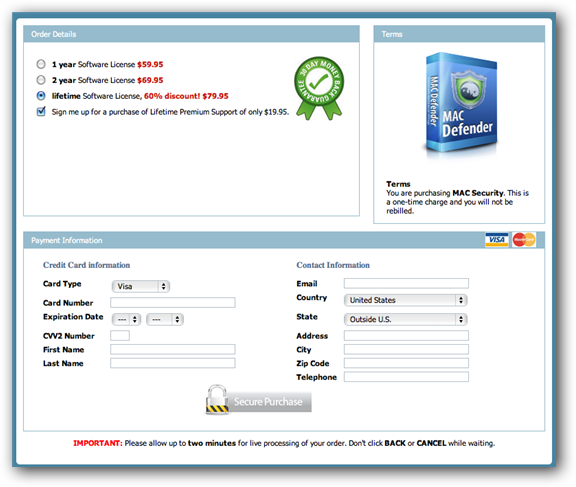 Order Details
1 year Software License $59.95
2 year Software License $69.95
lifetime Software License, 60% discount! $79.95
Sign me up for a purchase of Lifetime Premium Support of only $19.95.
30 DAY MONEY BACK GUARANTEE
Terms
MAC Defender
MAC
Defender
Terms
You are purchasing MAC Security. This is
a one-time charge and you will not be
rebilled.
Payment Information
VISA
MasterCard
Credit Card information
Card Type
Visa
Card Number
Expiration Date
---
---
CVV2 Number
First Name
Last Name
Contact Information
Email
Country
United States
State
Outside U.S.
Address
City
Zip Code
Telephone
Secure Purchase
IMPORTANT: Please allow up to two minutes for live processing of your order. Don't click BACK or CANCEL while waiting.